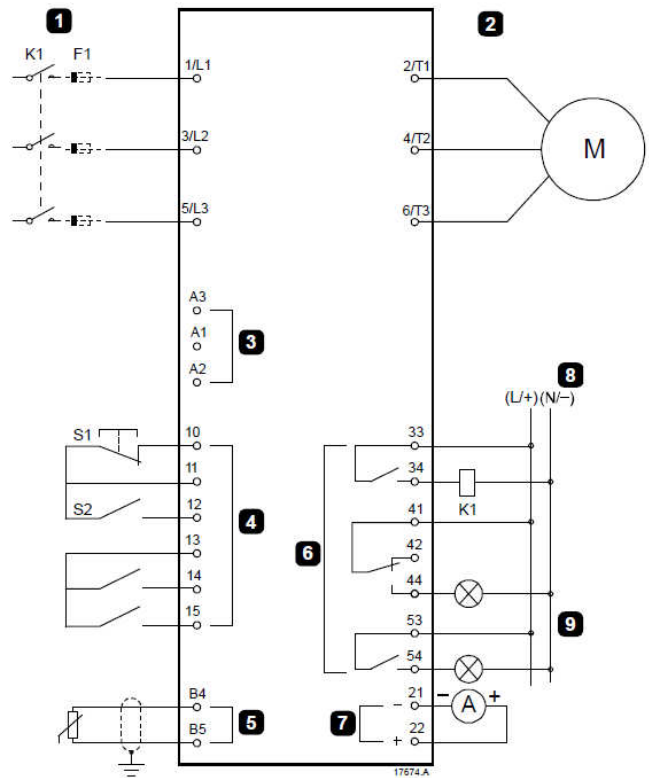 1
2
K1 F1
1/L1
2/T1
3/L2
4/T2
M
5/L3
6/T3
A3
A1
3
A2
8
(L/+) (N/−)
S1
10
33
11
34
S2
12
K1
4
41
13
6
42
14
44
15
9
53
54
B4
21
−
A
+
5
7
−
B5
+
22
17674.A